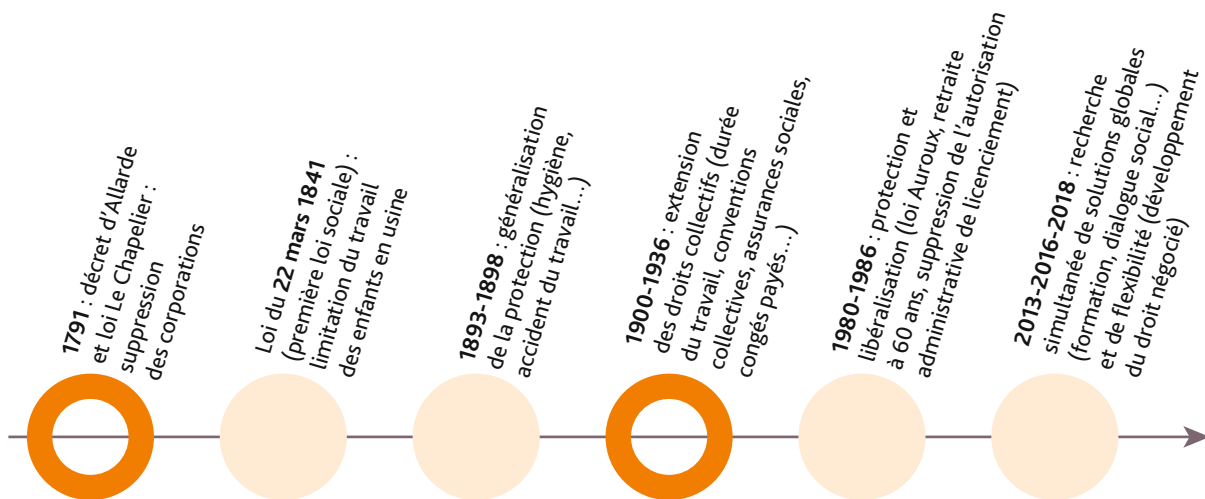 1791 : décret d'Allarde
et loi Le Chapelier :
suppression
des corporations
Loi du 22 mars 1841
(première loi sociale) :
limitation du travail
des enfants en usine
1893-1898 : généralisation
de la protection (hygiène,
accident du travail...)
1900-1936 : extension
des droits collectifs (durée
du travail, conventions
collectives, assurances sociales,
congés payés...)
1980-1986 : protection et
libéralisation (loi Auroux, retraite
à 60 ans, suppression de l'autorisation
administrative de licenciement)
2013-2016-2018 : recherche
simultanée de solutions globales
(formation, dialogue social...)
et de flexibilité (développement
du droit négocié)